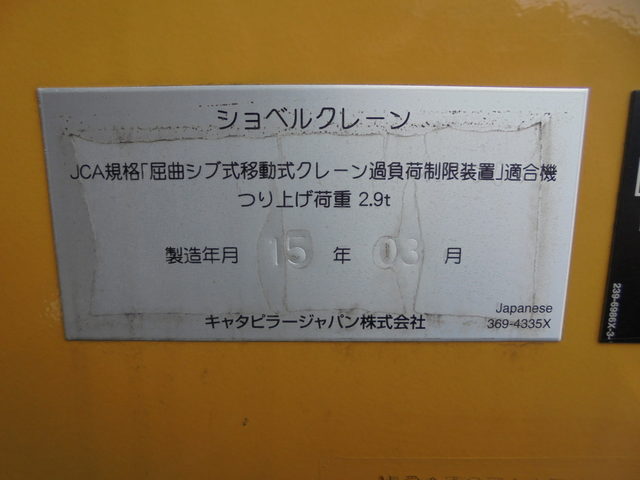 ショベルクレーン
JCA規格｢屈曲ジブ式移動式クレーン過負荷制限装置｣適合機
つり上げ荷重 2.9t
製造年月 15 年 03 月
キャタピラージャパン株式会社
Japanese
369-4335X
239-6986X-3-